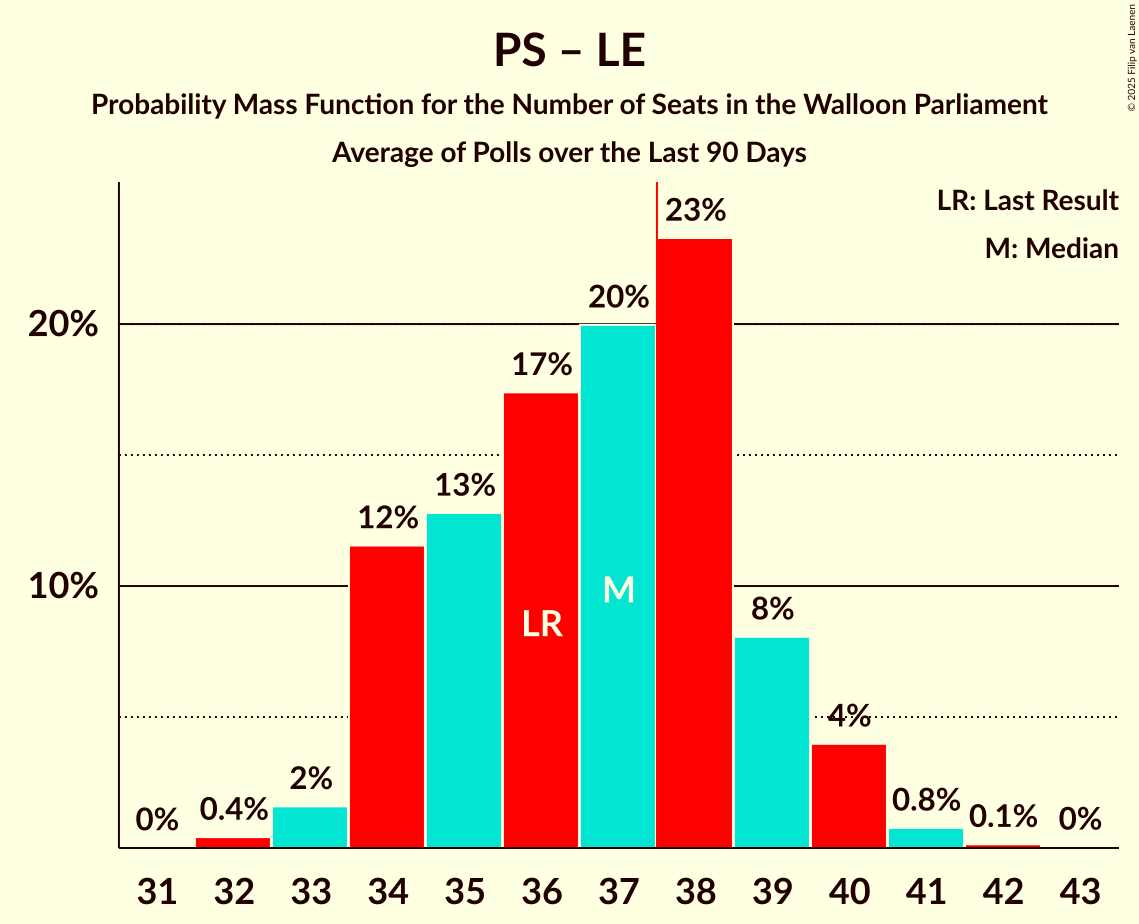 PS – LE
Probability Mass Function for the Number of Seats in the Walloon Parliament
Average of Polls over the Last 90 Days
© 2025 Filip van Laenen
LR: Last Result
M: Median
20%
10%
0%
0.4%
2%
12%
13%
17%
20%
23%
8%
4%
0.8%
0.1%
0%
LR
M
31 32 33 34 35 36 37 38 39 40 41 42 43